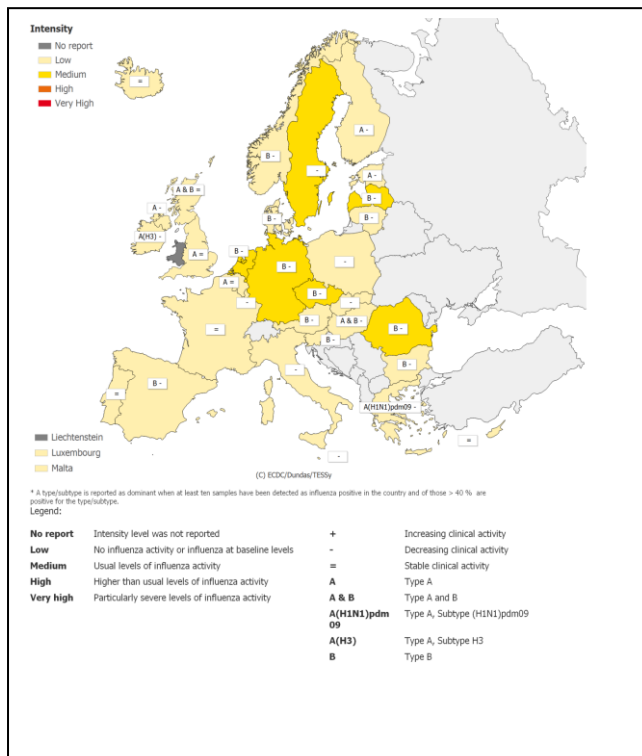 Intensity
No report
Low
Medium
High
Very High
=
A -
B -
-
A -
A & B =
B -
A -
B -
B -
A(H3) -
B -
A =
B -
-
A =
B -
-
-
B -
A & B -
=
B -
B -
B -
-
B -
=
A(H1N1)pdm09 -
=
-
Liechtenstein
Luxembourg
Malta
(C) ECDC/Dundas/TESSy
* A type/subtype is reported as dominant when at least ten samples have been detected as influenza positive in the country and of those > 40 % are
positive for the type/subtype.
Legend:
No report Intensity level was not reported + Increasing clinical activity
Low No influenza activity or influenza at baseline levels - Decreasing clinical activity
Medium Usual levels of influenza activity = Stable clinical activity
High Higher than usual levels of influenza activity A Type A
Very high Particularly severe levels of influenza activity A & B Type A and B
A(H1N1)pdm Type A, Subtype (H1N1)pdm09
09
A(H3) Type A, Subtype H3
B Type B